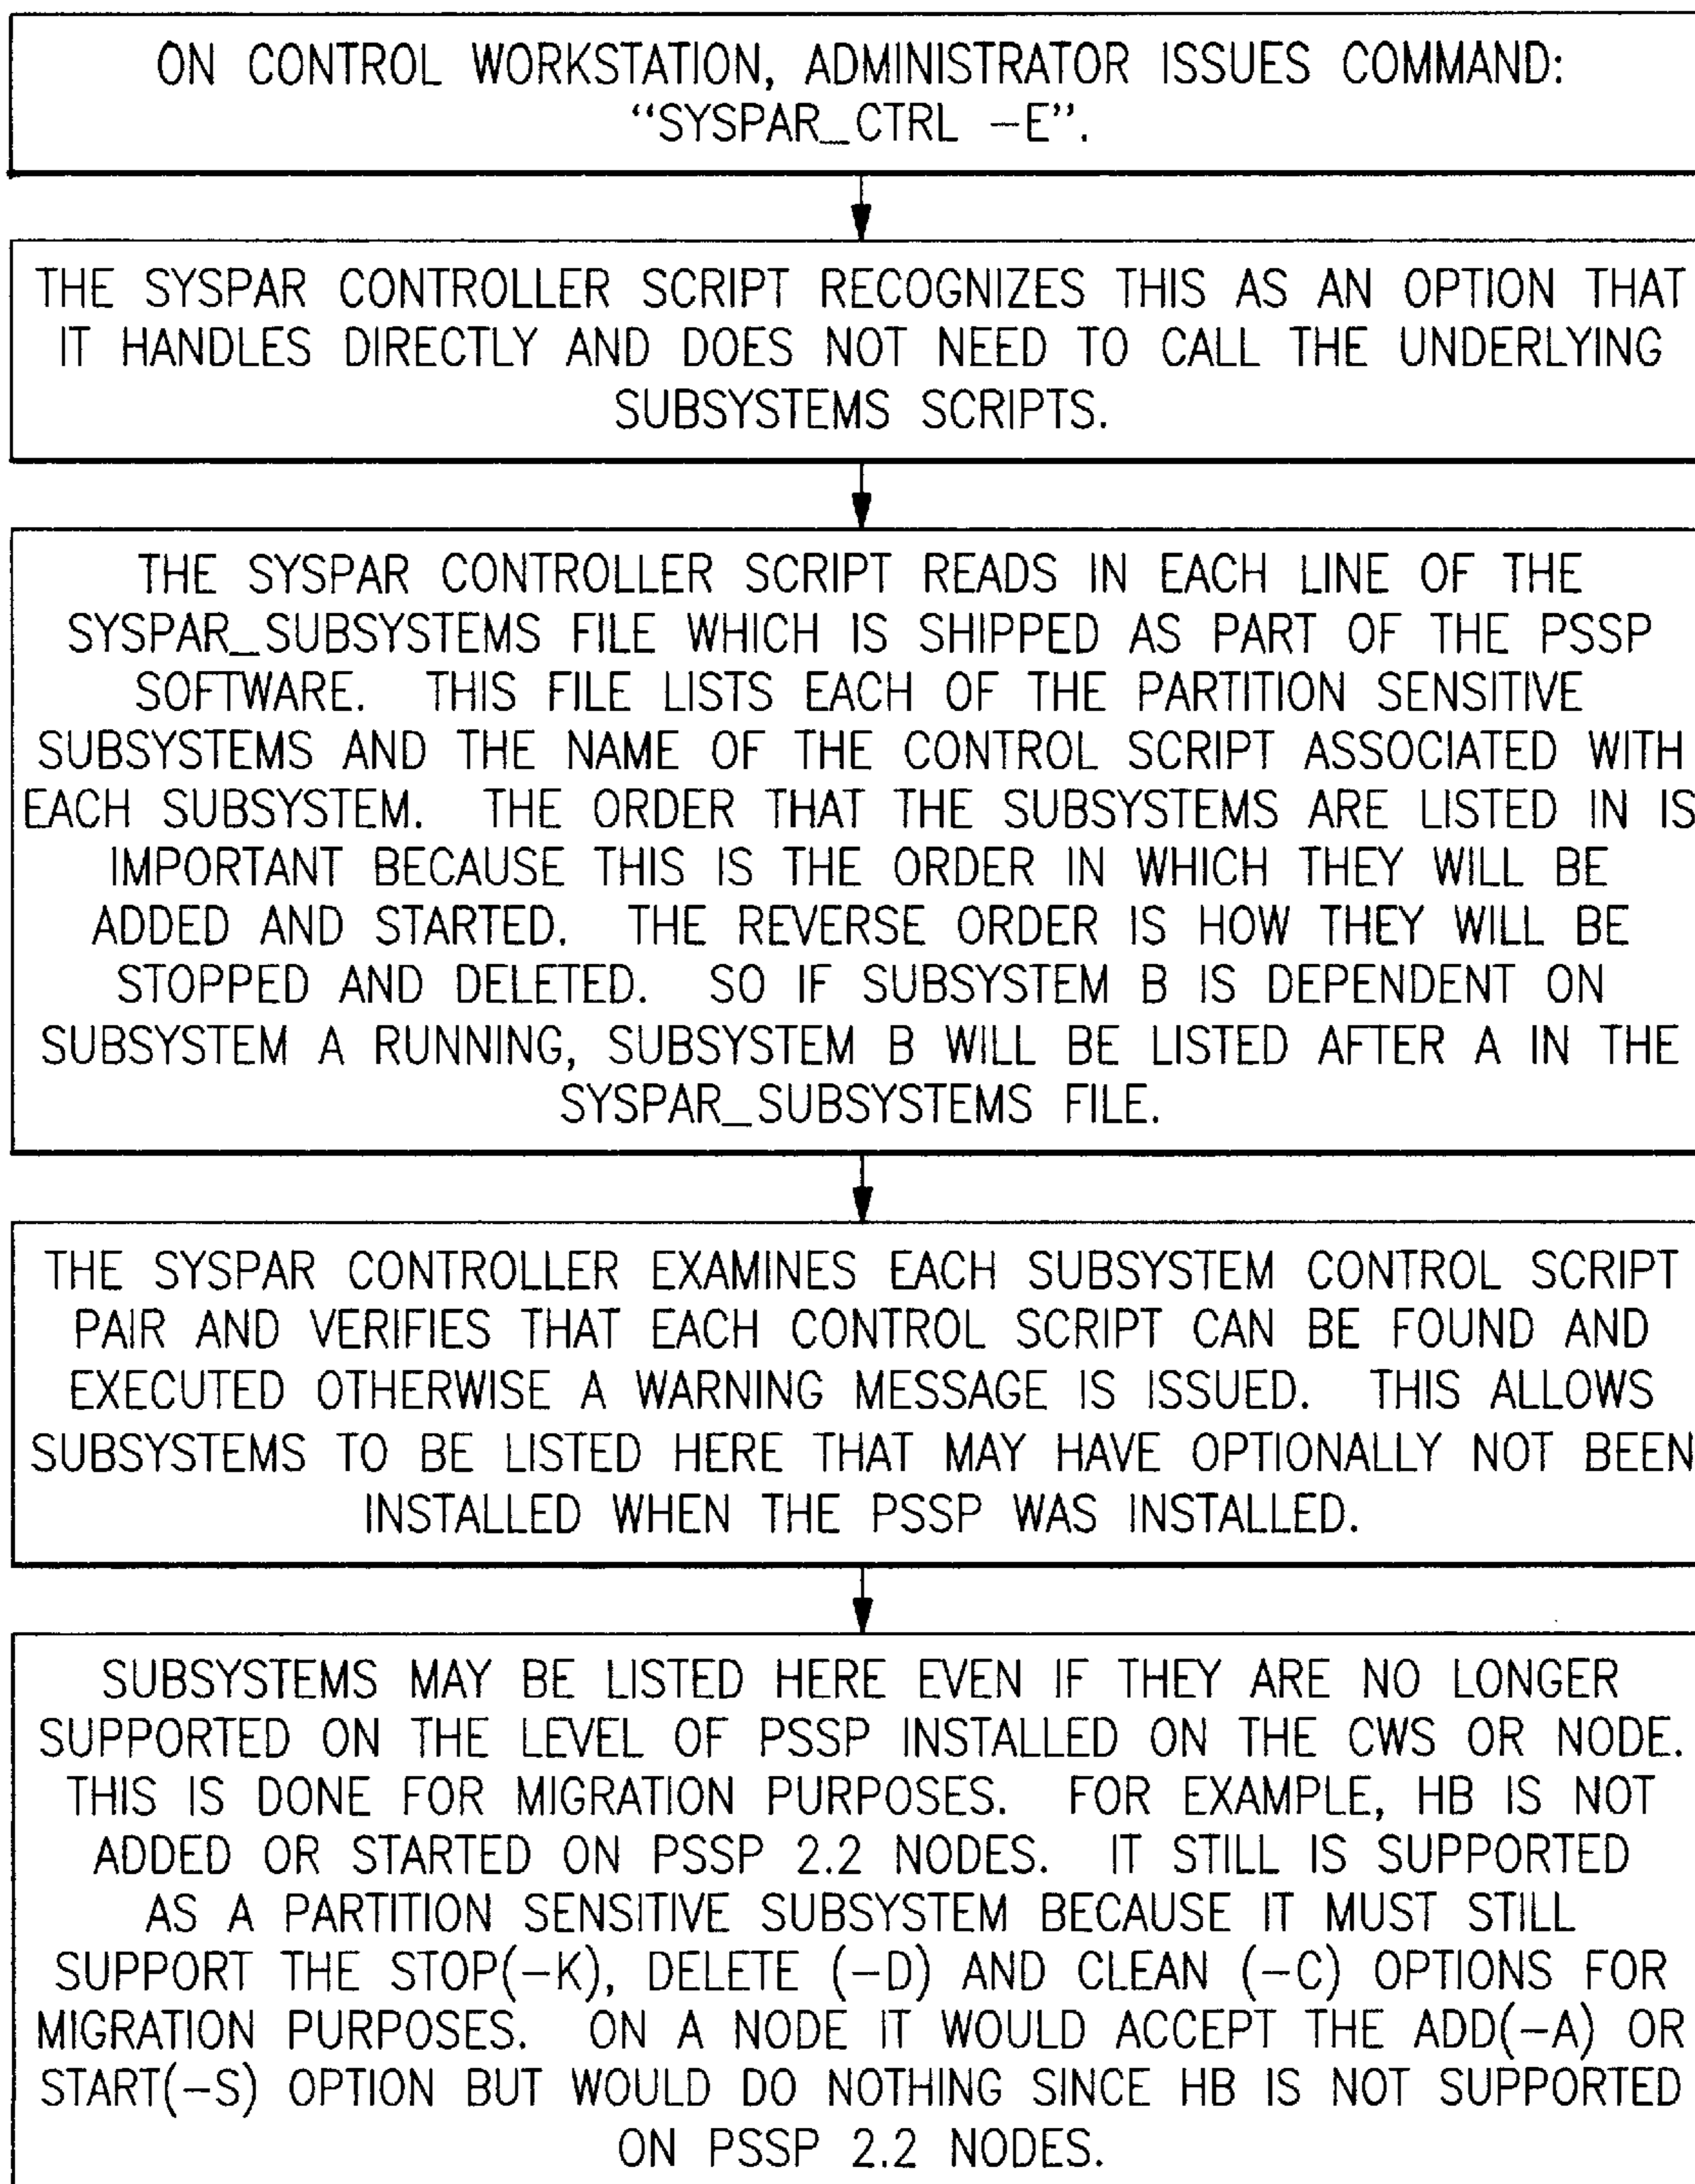 ON CONTROL WORKSTATION, ADMINISTRATOR ISSUES COMMAND:
“SYSPAR_CTRL –E”.
THE SYSPAR CONTROLLER SCRIPT RECOGNIZES THIS AS AN OPTION THAT
IT HANDLES DIRECTLY AND DOES NOT NEED TO CALL THE UNDERLYING
SUBSYSTEMS SCRIPTS.
THE SYSPAR CONTROLLER SCRIPT READS IN EACH LINE OF THE
SYSPAR_SUBSYSTEMS FILE WHICH IS SHIPPED AS PART OF THE PSSP
SOFTWARE. THIS FILE LISTS EACH OF THE PARTITION SENSITIVE
SUBSYSTEMS AND THE NAME OF THE CONTROL SCRIPT ASSOCIATED WITH
EACH SUBSYSTEM. THE ORDER THAT THE SUBSYSTEMS ARE LISTED IN IS
IMPORTANT BECAUSE THIS IS THE ORDER IN WHICH THEY WILL BE
ADDED AND STARTED. THE REVERSE ORDER IS HOW THEY WILL BE
STOPPED AND DELETED. SO IF SUBSYSTEM B IS DEPENDENT ON
SUBSYSTEM A RUNNING, SUBSYSTEM B WILL BE LISTED AFTER A IN THE
SYSPAR_SUBSYSTEMS FILE.
THE SYSPAR CONTROLLER EXAMINES EACH SUBSYSTEM CONTROL SCRIPT
PAIR AND VERIFIES THAT EACH CONTROL SCRIPT CAN BE FOUND AND
EXECUTED OTHERWISE A WARNING MESSAGE IS ISSUED. THIS ALLOWS
SUBSYSTEMS TO BE LISTED HERE THAT MAY HAVE OPTIONALLY NOT BEEN
INSTALLED WHEN THE PSSP WAS INSTALLED.
SUBSYSTEMS MAY BE LISTED HERE EVEN IF THEY ARE NO LONGER
SUPPORTED ON THE LEVEL OF PSSP INSTALLED ON THE CWS OR NODE.
THIS IS DONE FOR MIGRATION PURPOSES. FOR EXAMPLE, HB IS NOT
ADDED OR STARTED ON PSSP 2.2 NODES. IT STILL IS SUPPORTED
AS A PARTITION SENSITIVE SUBSYSTEM BECAUSE IT MUST STILL
SUPPORT THE STOP(–K), DELETE (–D) AND CLEAN (–C) OPTIONS FOR
MIGRATION PURPOSES. ON A NODE IT WOULD ACCEPT THE ADD(–A) OR
START(–S) OPTION BUT WOULD DO NOTHING SINCE HB IS NOT SUPPORTED
ON PSSP 2.2 NODES.